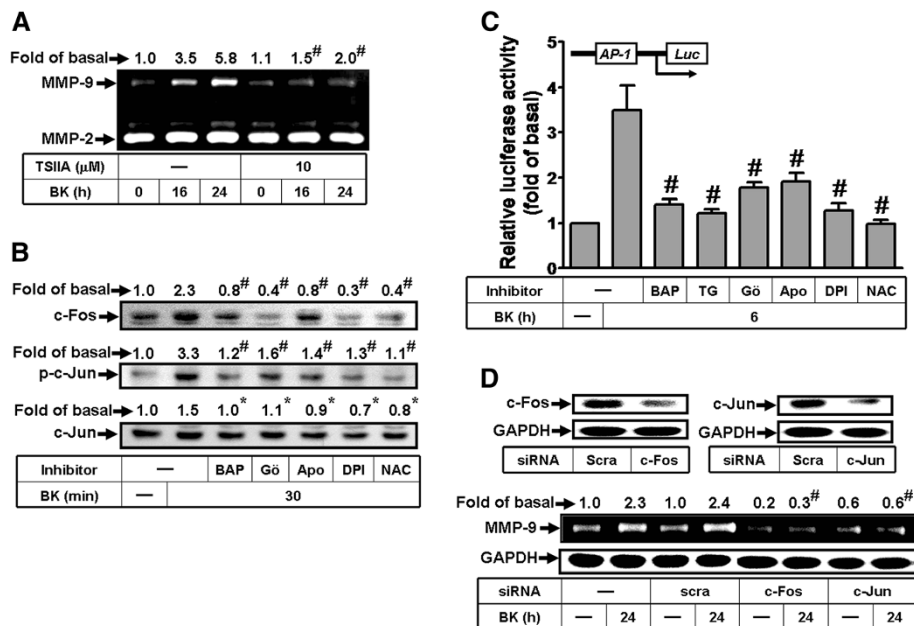 A
Fold of basal 1.0 3.5 5.8 1.1 1.5# 2.0#
MMP-9
MMP-2
TSIIA (μM) — 10
BK (h) 0 16 24 0 16 24
B
Fold of basal 1.0 2.3 0.8# 0.4# 0.8# 0.3# 0.4#
c-Fos
Fold of basal 1.0 3.3 1.2# 1.6# 1.4# 1.3# 1.1#
p-c-Jun
Fold of basal 1.0 1.5 1.0* 1.1* 0.9* 0.7* 0.8*
c-Jun
Inhibitor — BAP Gö Apo DPI NAC
BK (min) — 30
C
Relative luciferase activity
(fold of basal)
5
4
3
2
1
0
AP-1 Luc
# # # # # #
Inhibitor — BAP TG Gö Apo DPI NAC
BK (h) — 6
D
c-Fos
GAPDH
siRNA Scra c-Fos
c-Jun
GAPDH
siRNA Scra c-Jun
Fold of basal 1.0 2.3 1.0 2.4 0.2 0.3# 0.6 0.6#
MMP-9
GAPDH
siRNA — scra c-Fos c-Jun
BK (h) — 24 — 24 — 24 — 24